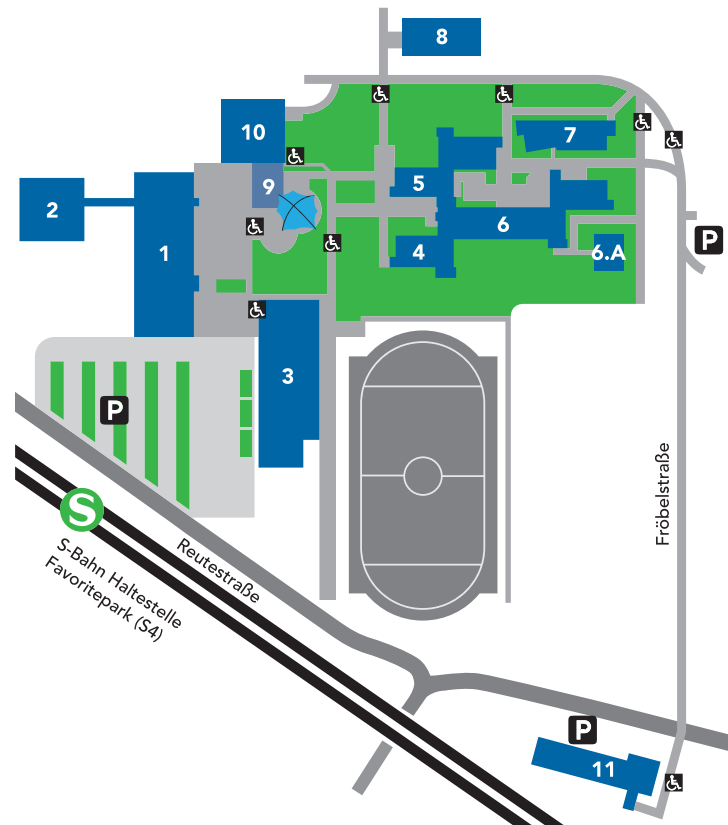 8
10
7
5
9
2
6
1
4
6.A
P
3
P
S
Fröbelstraße
Reutestraße
S-Bahn Haltestelle
Favoritepark (S4)
P
11